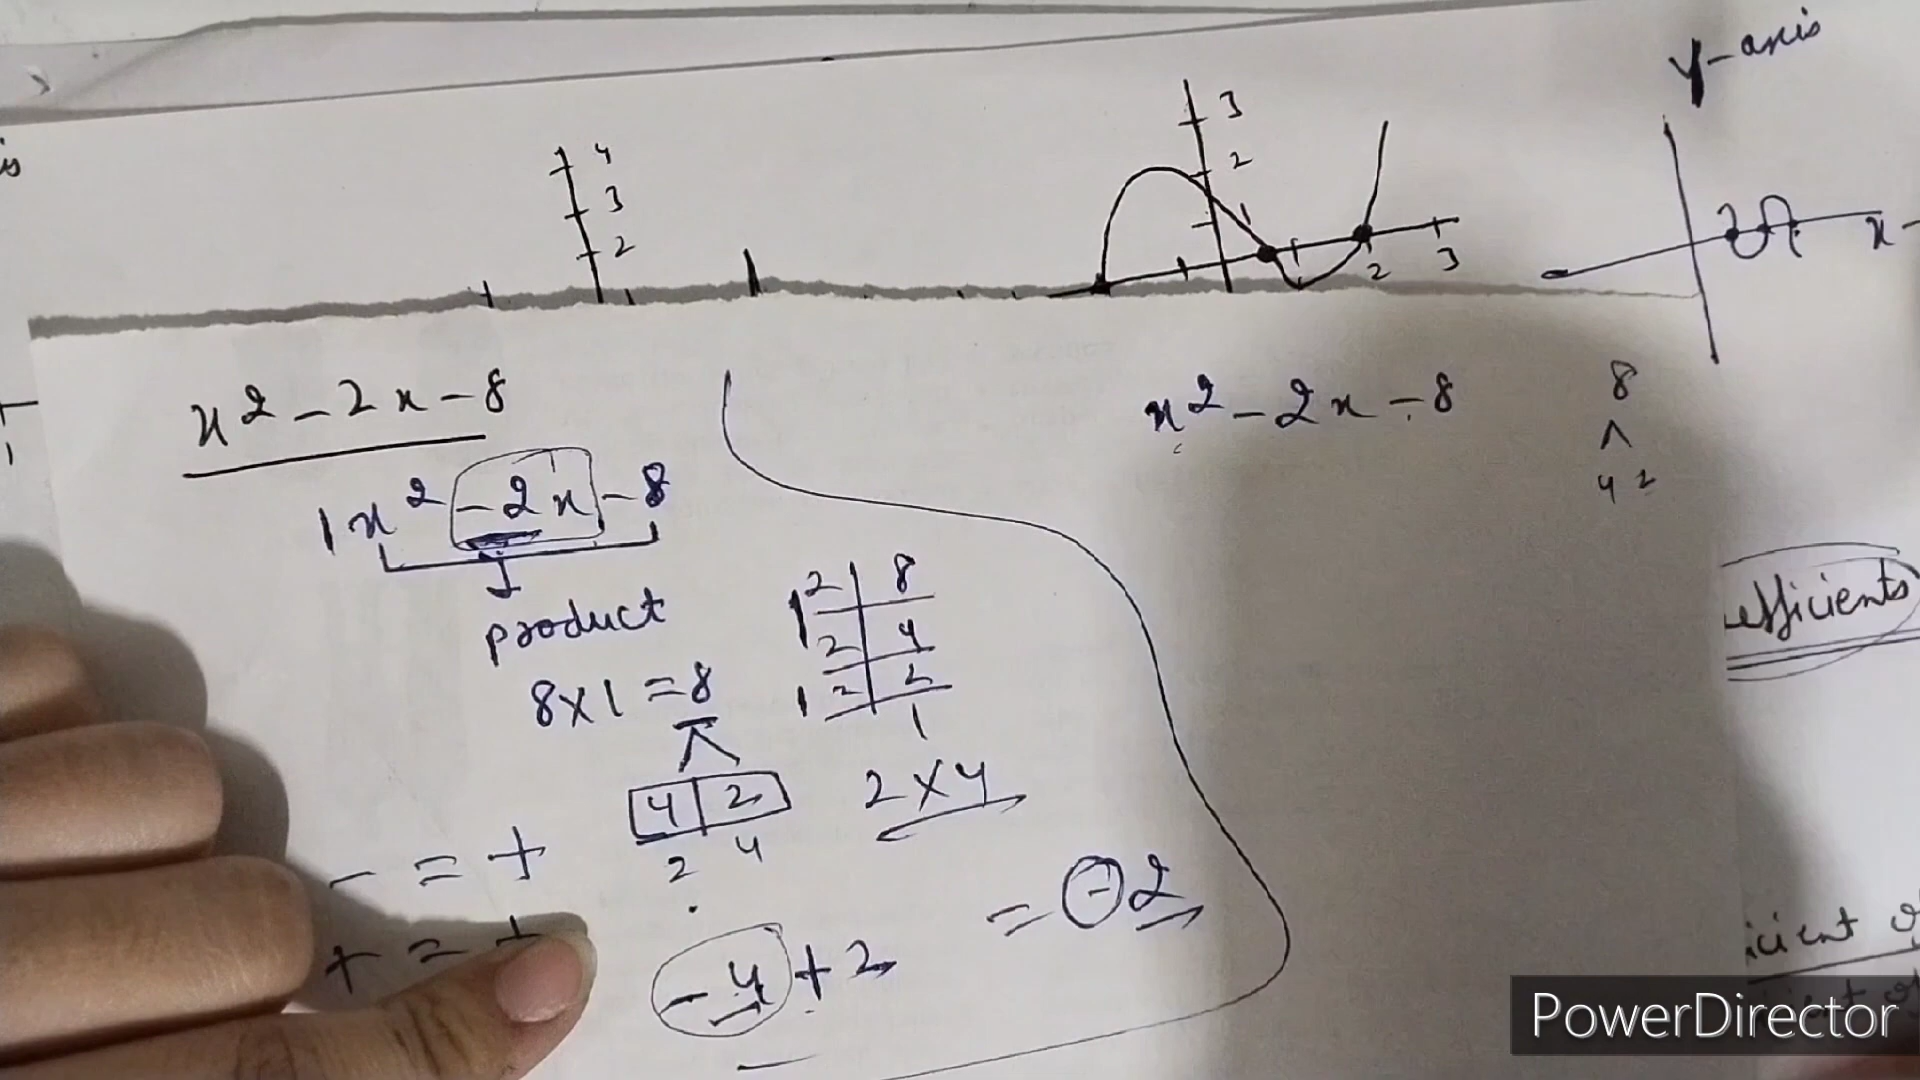 y-axis
is
4
3
2
3
2
1
2
3
x-
1
x² - 2x - 8
1x² - 2x - 8
product
8 x 1 = 8
4 2
2 4
2 8
2 4
2 2
1
2 x 4
- = +
+ = +
- 4 + 2
= - 2
x² - 2x - 8
8
4 2
efficients
icient
PowerDirector